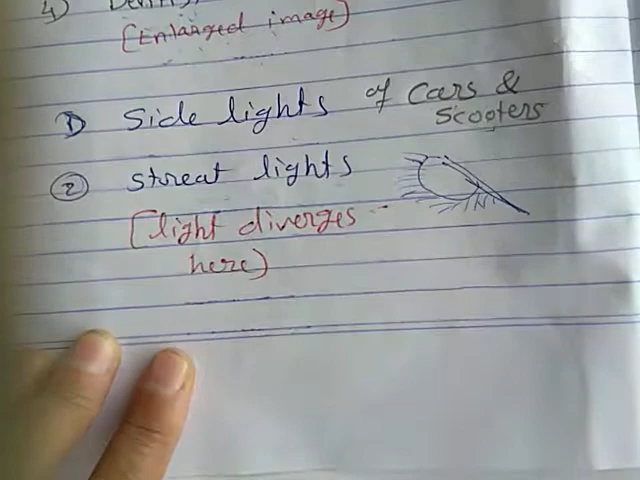 4)
(Enlarged image)
1) Side lights of Cars &
Scooters
(2) Streat lights
(light diverges
here)